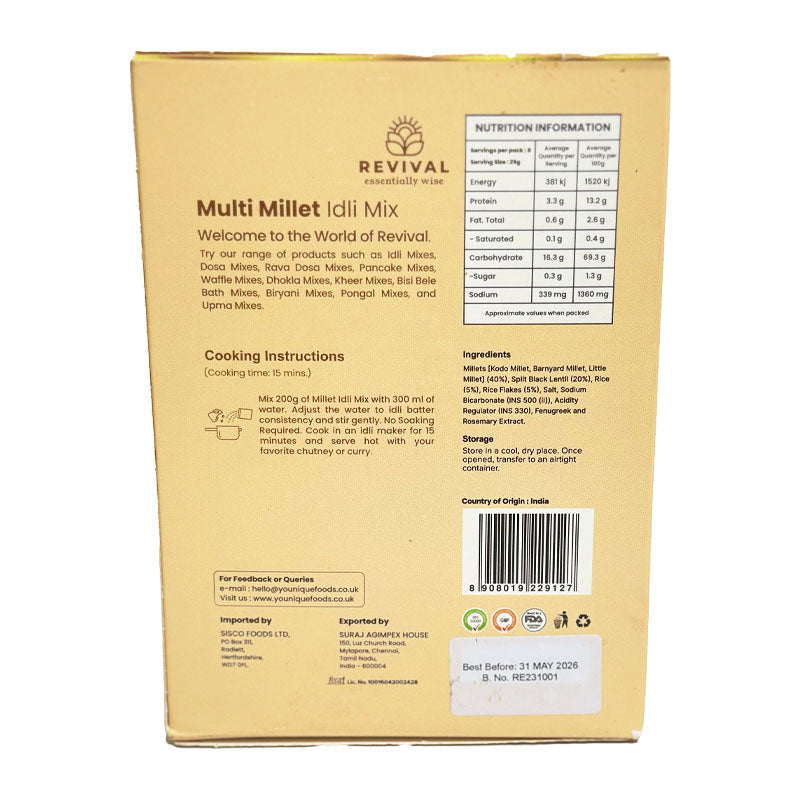 REVIVAL
essentially wise
Multi Millet Idli Mix
Welcome to the World of Revival.
Try our range of products such as Idli Mixes,
Dosa Mixes, Rava Dosa Mixes, Pancake Mixes,
Waffle Mixes, Dhokla Mixes, Kheer Mixes, Bisi Bele
Bath Mixes, Biryani Mixes, Pongal Mixes, and
Upma Mixes.
Cooking Instructions
(Cooking time: 15 mins.)
Mix 200g of Millet Idli Mix with 300 ml of
water. Adjust the water to idli batter
consistency and stir gently. No Soaking
Required. Cook in an idli maker for 15
minutes and serve hot with your
favorite chutney or curry.
For Feedback or Queries
e-mail : hello@youniquefoods.co.uk
Visit us : www.youniquefoods.co.uk
Imported by
SISCO FOODS LTD,
PO Box 311,
Radlett,
Hertfordshire,
WD7 0FL.
Exported by
SURAJ AGIMPEX HOUSE
150, Luz Church Road,
Mylapore, Chennai,
Tamil Nadu,
India - 600004
fssai Lic. No. 10016042002428
NUTRITION INFORMATION
Servings per pack : 8
Serving Size : 25g
Average Quantity per Serving
Average Quantity per 100g
Energy 381 kj 1520 kj
Protein 3.3 g 13.2 g
Fat. Total 0.6 g 2.6 g
- Saturated 0.1 g 0.4 g
Carbohydrate 16.3 g 69.3 g
-Sugar 0.3 g 1.3 g
Sodium 339 mg 1360 mg
Approximate values when packed
Ingredients
Millets [Kodo Millet, Barnyard Millet, Little
Millet] (40%), Split Black Lentil (20%), Rice
(5%), Rice Flakes (5%), Salt, Sodium
Bicarbonate (INS 500 (ii)), Acidity
Regulator (INS 330), Fenugreek and
Rosemary Extract.
Storage
Store in a cool, dry place. Once
opened, transfer to an airtight
container.
Country of Origin : India
8 908019 229127
GMP
FDA
Best Before: 31 MAY 2026
B. No. RE231001